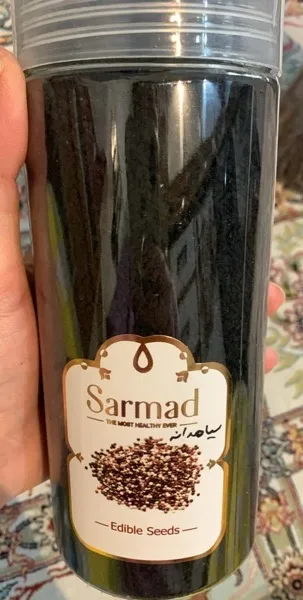 Sarmad
THE MOST HEALTHY EVER
سیاهدانه
Edible Seeds